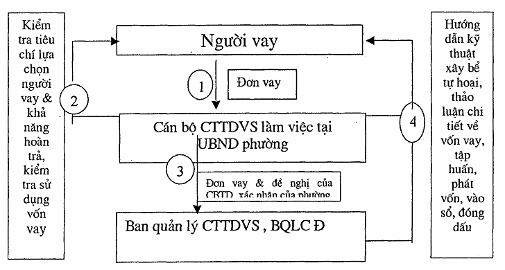 Kiểm
tra tiêu
chí lựa
chọn
người
vay &
khả
năng
hoàn
trả,
kiểm
tra sử
dụng
vốn
vay
Người vay
1
Đơn vay
2
Cán bộ CTTDVS làm việc tại
UBND phường
3
Đơn vay & đề nghị của
CBTD, xác nhận của phường
Ban quản lý CTTDVS , BQLC Đ
4
Hướng
dẫn kỹ
thuật
xây bể
tự hoại,
thảo
luận chi
tiết về
vốn vay,
tập
huấn,
phát
vốn, vào
sổ, đóng
dấu